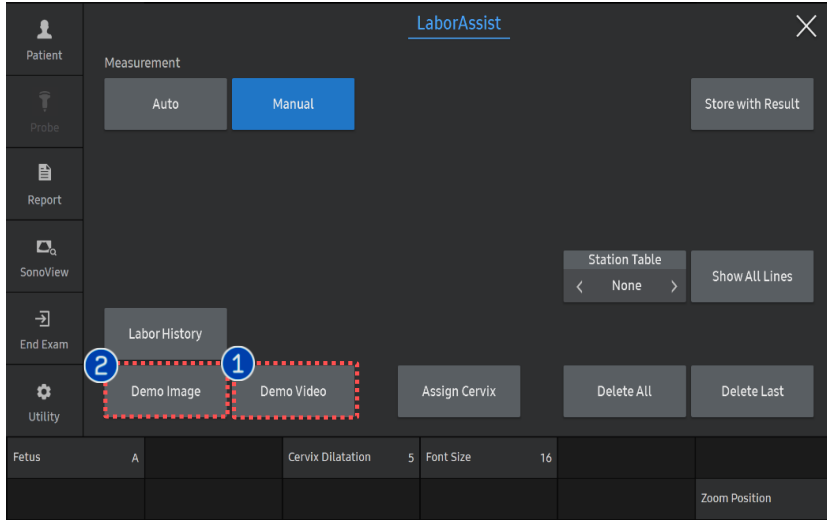 LaborAssist
Patient
Measurement
Auto
Manual
Store with Result
Probe
Report
SonoView
Station Table
None
Show All Lines
End Exam
Labor History
2
1
Demo Image
Demo Video
Assign Cervix
Delete All
Delete Last
Utility
Fetus A
Cervix Dilatation 5
Font Size 16
Zoom Position